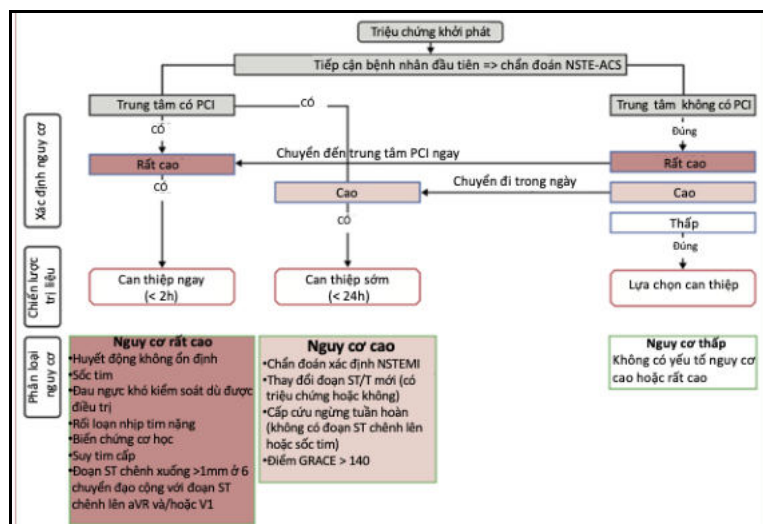 Triệu chứng khởi phát
Tiếp cận bệnh nhân đầu tiên => chẩn đoán NSTE-ACS
Trung tâm có PCI
CÓ
Trung tâm không có PCI
CÓ
Đúng
Xác định nguy cơ
Rất cao
Chuyển đến trung tâm PCI ngay
Rất cao
CÓ
Cao
Chuyển đi trong ngày
Cao
CÓ
Thấp
Đúng
Chiến lược
trị liệu
Can thiệp ngay
(< 2h)
Can thiệp sớm
(< 24h)
Lựa chọn can thiệp
Phân loại
nguy cơ
Nguy cơ rất cao
•Huyết động không ổn định
•Sốc tim
•Đau ngực khó kiểm soát dù được
điều trị
•Rối loạn nhịp tim nặng
•Biến chứng cơ học
•Suy tim cấp
•Đoạn ST chênh xuống >1mm ở 6
chuyển đạo cộng với đoạn ST
chênh lên aVR và/hoặc V1
Nguy cơ cao
•Chẩn đoán xác định NSTEMI
•Thay đổi đoạn ST/T mới (có
triệu chứng hoặc không)
•Cấp cứu ngừng tuần hoàn
(không có đoạn ST chênh lên
hoặc sốc tim)
•Điểm GRACE > 140
Nguy cơ thấp
Không có yếu tố nguy cơ
cao hoặc rất cao